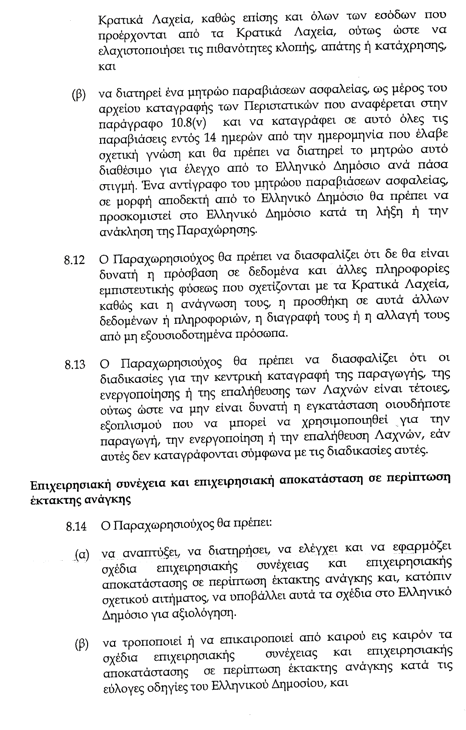 Κρατικά Λαχεία, καθώς επίσης και όλων των εσόδων που
προέρχονται από τα Κρατικά Λαχεία, ούτως ώστε να
ελαχιστοποιήσει τις πιθανότητες κλοπής, απάτης ή κατάχρησης,
και
(β) να διατηρεί ένα μητρώο παραβιάσεων ασφαλείας, ως μέρος του
αρχείου καταγραφής των Περιστατικών που αναφέρεται στην
παράγραφο 10.8(v) και να καταγράφει σε αυτό όλες τις
παραβιάσεις εντός 14 ημερών από την ημερομηνία που έλαβε
σχετική γνώση και θα πρέπει να διατηρεί το μητρώο αυτό
διαθέσιμο για έλεγχο από το Ελληνικό Δημόσιο ανά πάσα
στιγμή. Ένα αντίγραφο του μητρώου παραβιάσεων ασφαλείας,
σε μορφή αποδεκτή από το Ελληνικό Δημόσιο θα πρέπει να
προσκομιστεί στο Ελληνικό Δημόσιο κατά τη λήξη ή την
ανάκληση της Παραχώρησης.
8.12 Ο Παραχωρησιούχος θα πρέπει να διασφαλίζει ότι δε θα είναι
δυνατή η πρόσβαση σε δεδομένα και άλλες πληροφορίες
εμπιστευτικής φύσεως που σχετίζονται με τα Κρατικά Λαχεία,
καθώς και η ανάγνωση τους, η προσθήκη σε αυτά άλλων
δεδομένων ή πληροφοριών, η διαγραφή τους ή η αλλαγή τους
από μη εξουσιοδοτημένα πρόσωπα.
8.13 Ο Παραχωρησιούχος θα πρέπει να διασφαλίζει ότι οι
διαδικασίες για την κεντρική καταγραφή της παραγωγής, της
ενεργοποίησης ή της επαλήθευσης των Λαχνών είναι τέτοιες,
ούτως ώστε να μην είναι δυνατή η εγκατάσταση οιουδήποτε
εξοπλισμού που να μπορεί να χρησιμοποιηθεί για την
παραγωγή, την ενεργοποίηση ή την επαλήθευση Λαχνών, εάν
αυτές δεν καταγράφονται σύμφωνα με τις διαδικασίες αυτές.
Επιχειρησιακή συνέχεια και επιχειρησιακή αποκατάσταση σε περίπτωση
έκτακτης ανάγκης
8.14 Ο Παραχωρησιούχος θα πρέπει:
(α) να αναπτύξει, να διατηρήσει, να ελέγχει και να εφαρμόζει
σχέδια επιχειρησιακής συνέχειας και επιχειρησιακής
αποκατάστασης σε περίπτωση έκτακτης ανάγκης και, κατόπιν
σχετικού αιτήματος, να υποβάλλει αυτά τα σχέδια στο Ελληνικό
Δημόσιο για αξιολόγηση.
(β) να τροποποιεί ή να επικαιροποιεί από καιρού εις καιρόν τα
σχέδια επιχειρησιακής συνέχειας και επιχειρησιακής
αποκατάστασης σε περίπτωση έκτακτης ανάγκης κατά τις
εύλογες οδηγίες του Ελληνικού Δημοσίου, και